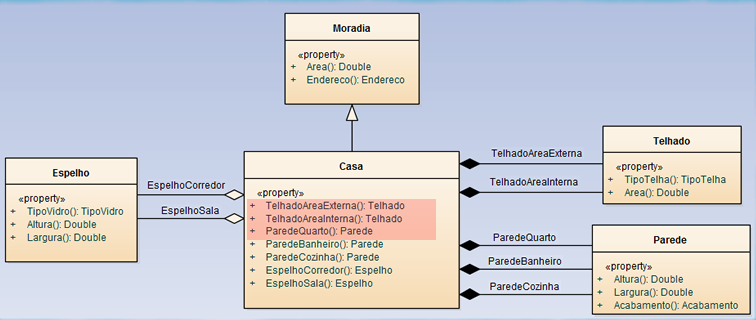 Moradia
«property»
+ Area(): Double
+ Endereco(): Endereco
Espelho
«property»
+ TipoVidro(): TipoVidro
+ Altura(): Double
+ Largura(): Double
EspelhoCorredor
EspelhoSala
Casa
«property»
+ TelhadoAreaExterna(): Telhado
+ TelhadoAreaInterna(): Telhado
+ ParedeQuarto(): Parede
+ ParedeBanheiro(): Parede
+ ParedeCozinha(): Parede
+ EspelhoCorredor(): Espelho
+ EspelhoSala(): Espelho
TelhadoAreaExterna
TelhadoAreaInterna
Telhado
«property»
+ TipoTelha(): TipoTelha
+ Area(): Double
ParedeQuarto
ParedeBanheiro
ParedeCozinha
Parede
«property»
+ Altura(): Double
+ Largura(): Double
+ Acabamento(): Acabamento